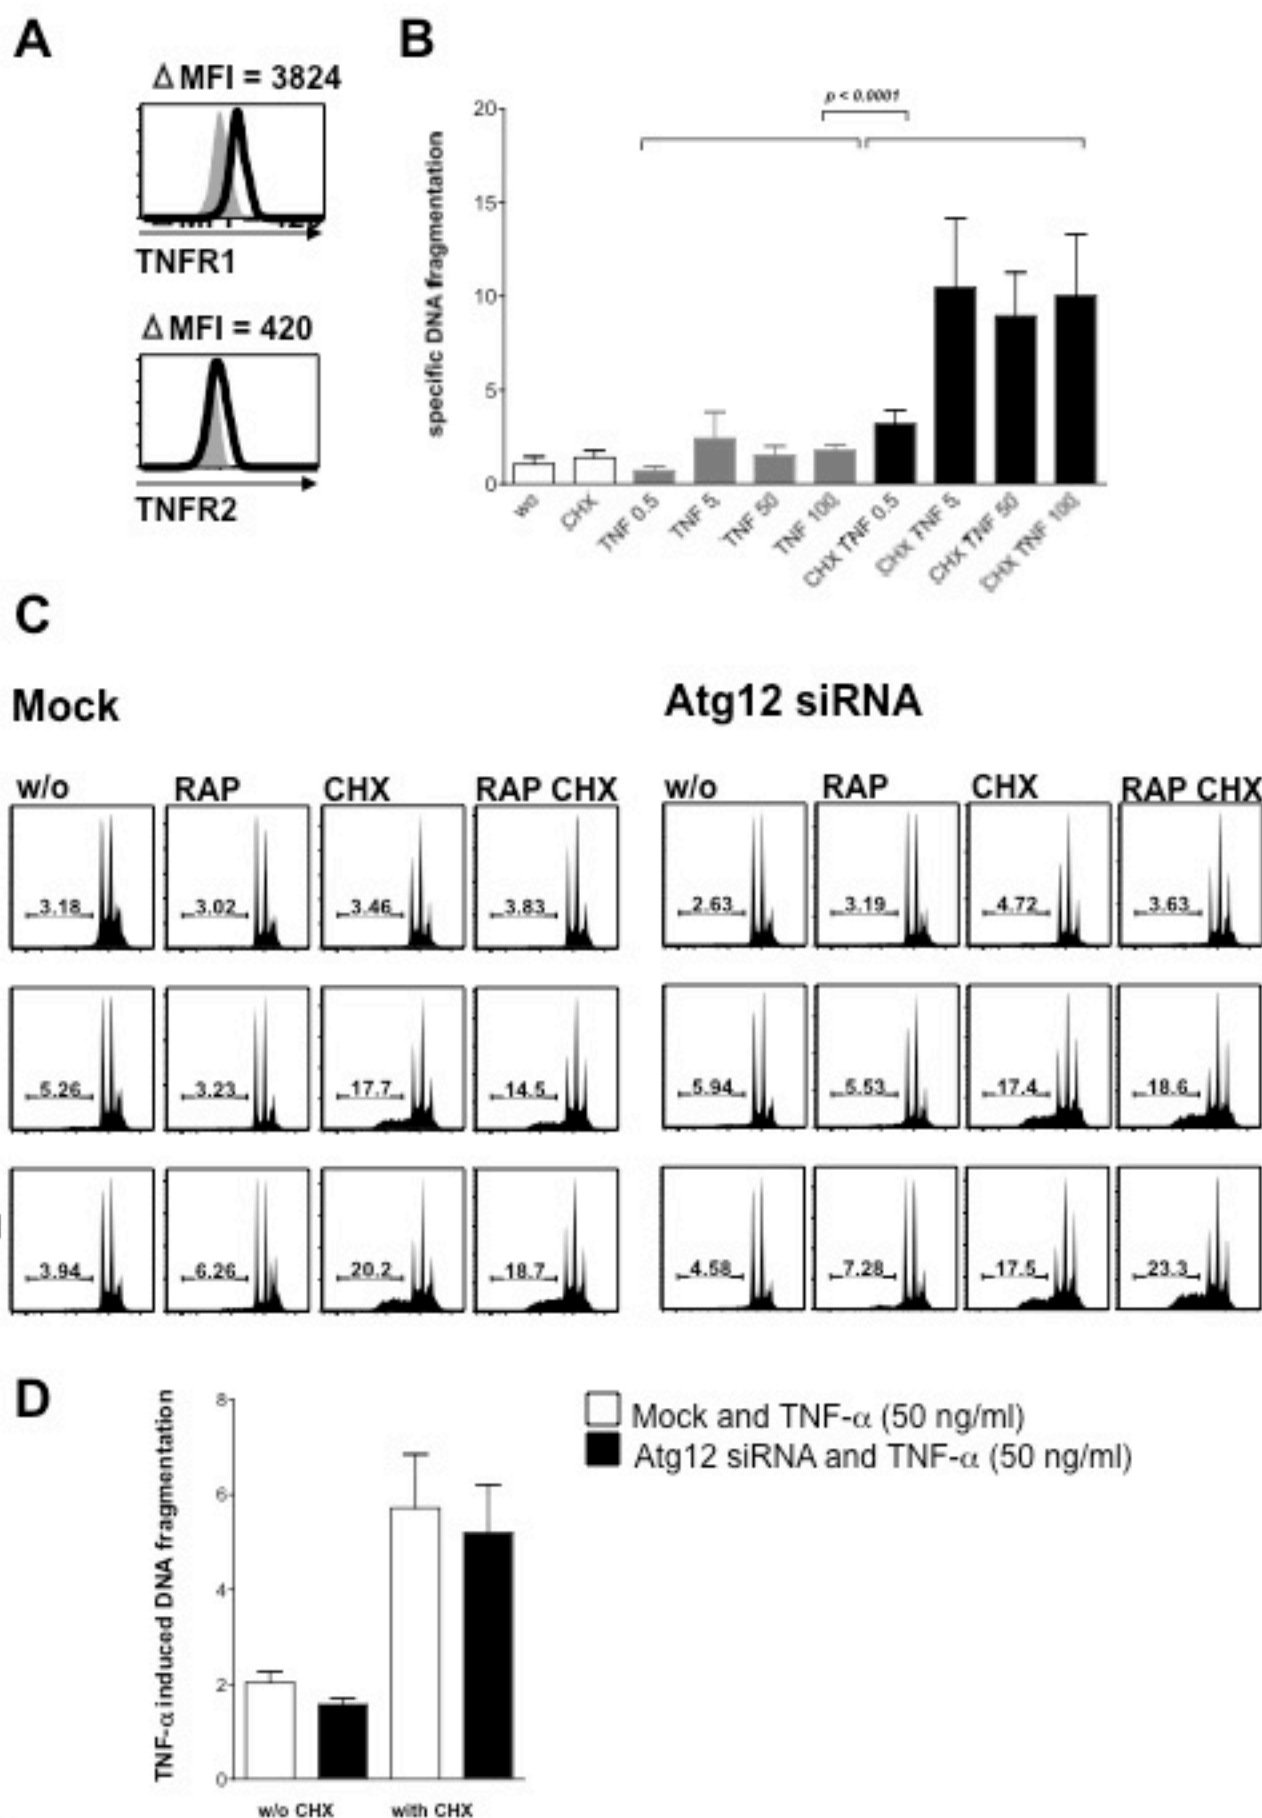 A
Δ MFI = 3824
TNFR1
Δ MFI = 420
TNFR2
B
p < 0.0001
specific DNA fragmentation
20
15
10
5
0
wo
CHX
TNF 0.5
TNF 5
TNF 50
TNF 100
CHX TNF 0.5
CHX TNF 5
CHX TNF 50
CHX TNF 100
C
Mock
w/o RAP CHX RAP CHX
3.18 3.02 3.46 3.83
5.26 3.23 17.7 14.5
3.94 6.26 20.2 18.7
Atg12 siRNA
w/o RAP CHX RAP CHX
2.63 3.19 4.72 3.63
5.94 5.53 17.4 18.6
4.58 7.28 17.5 23.3
D
TNF-α induced DNA fragmentation
8
6
4
2
0
w/o CHX with CHX
Mock and TNF-α (50 ng/ml)
Atg12 siRNA and TNF-α (50 ng/ml)